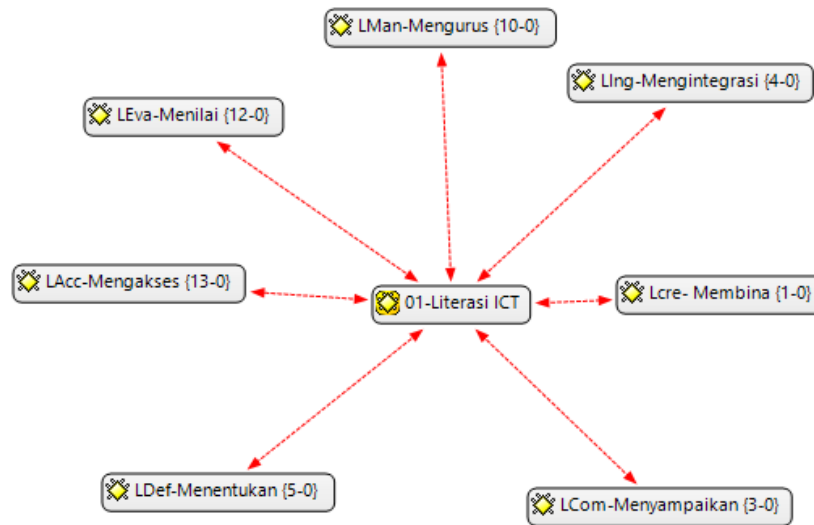 LMan-Mengurus {10-0}
LIng-Mengintegrasi {4-0}
LEva-Menilai {12-0}
LAcc-Mengakses {13-0}
01-Literasi ICT
Lcre- Membina {1-0}
LDef-Menentukan {5-0}
LCom-Menyampaikan {3-0}